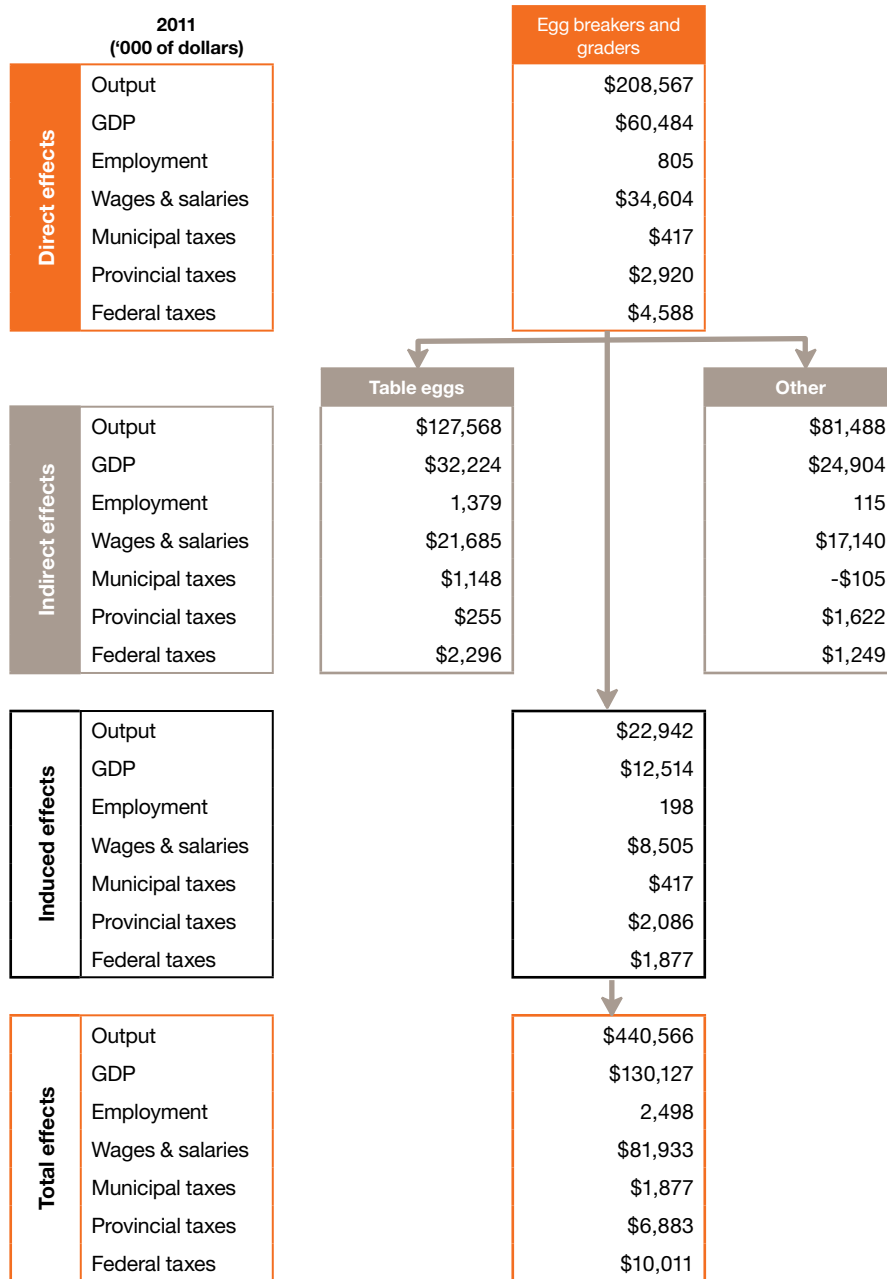 2011
(‘000 of dollars)
Egg breakers and
graders
Direct effects
Output $208,567
GDP $60,484
Employment 805
Wages & salaries $34,604
Municipal taxes $417
Provincial taxes $2,920
Federal taxes $4,588
Table eggs Other
Indirect effects
Output $127,568 $81,488
GDP $32,224 $24,904
Employment 1,379 115
Wages & salaries $21,685 $17,140
Municipal taxes $1,148 -$105
Provincial taxes $255 $1,622
Federal taxes $2,296 $1,249
Induced effects
Output $22,942
GDP $12,514
Employment 198
Wages & salaries $8,505
Municipal taxes $417
Provincial taxes $2,086
Federal taxes $1,877
Total effects
Output $440,566
GDP $130,127
Employment 2,498
Wages & salaries $81,933
Municipal taxes $1,877
Provincial taxes $6,883
Federal taxes $10,011